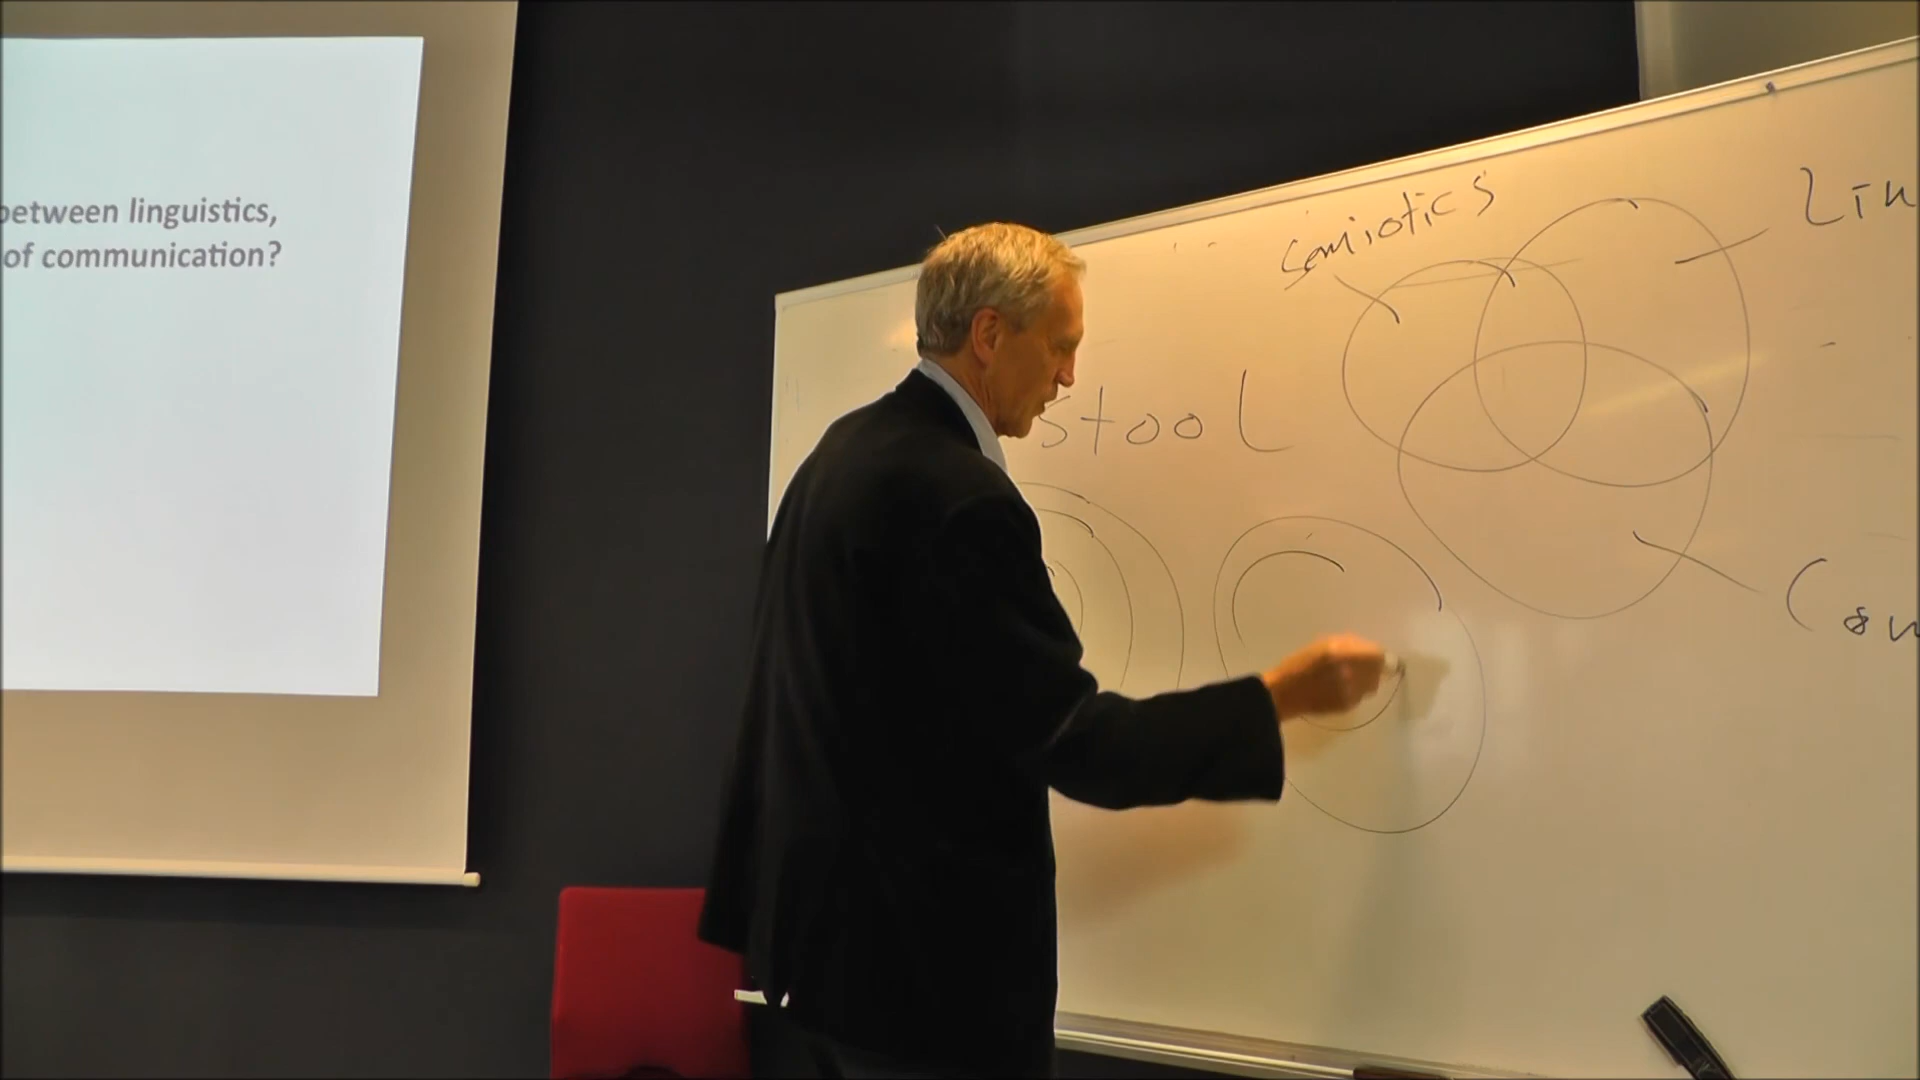 between linguistics,
of communication?
Semiotics
Lin
stool
Com